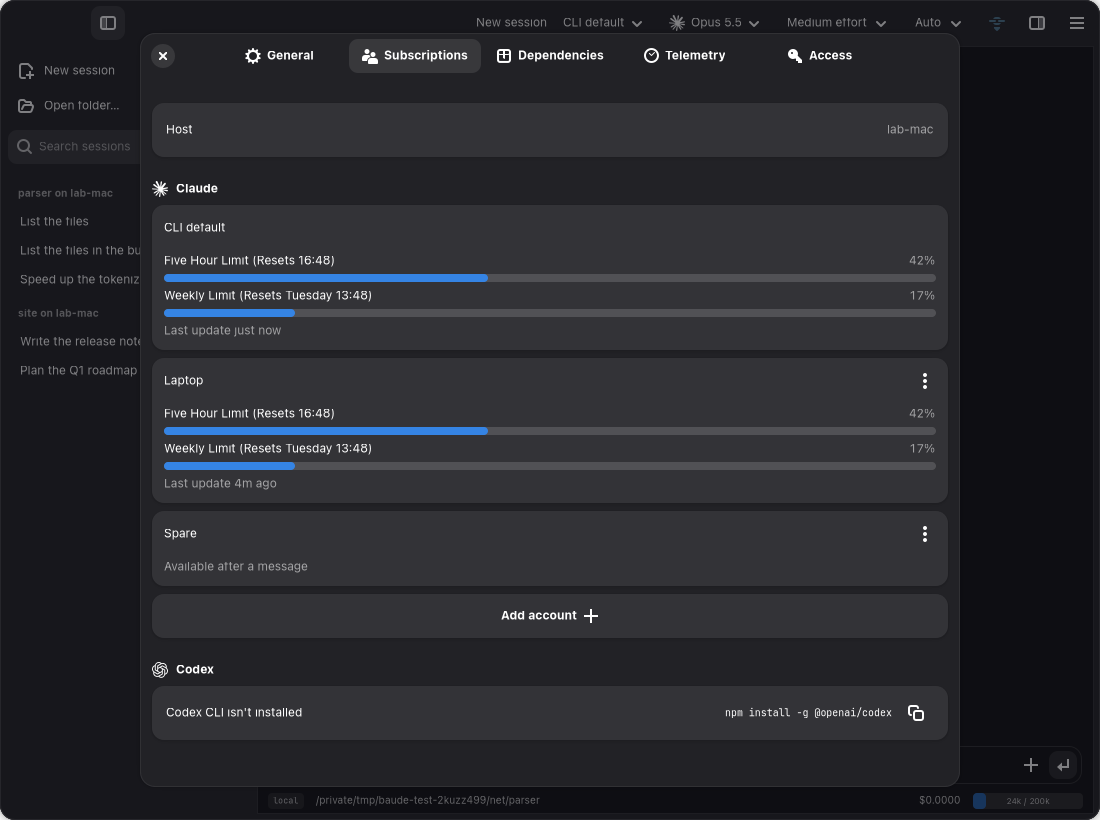 New session CLI default Opus 5.5 Medium effort Auto
General Subscriptions Dependencies Telemetry Access
New session
Open folder...
Search sessions
parser on lab-mac
List the files
List the files in the bu
Speed up the tokeniz
site on lab-mac
Write the release note
Plan the Q1 roadmap
Host lab-mac
Claude
CLI default
Five Hour Limit (Resets 16:48) 42%
Weekly Limit (Resets Tuesday 13:48) 17%
Last update just now
Laptop
Five Hour Limit (Resets 16:48) 42%
Weekly Limit (Resets Tuesday 13:48) 17%
Last update 4m ago
Spare
Available after a message
Add account
Codex
Codex CLI isn't installed npm install -g @openai/codex
local /private/tmp/baude-test-2kuzz499/net/parser $0.0000 24k / 200k